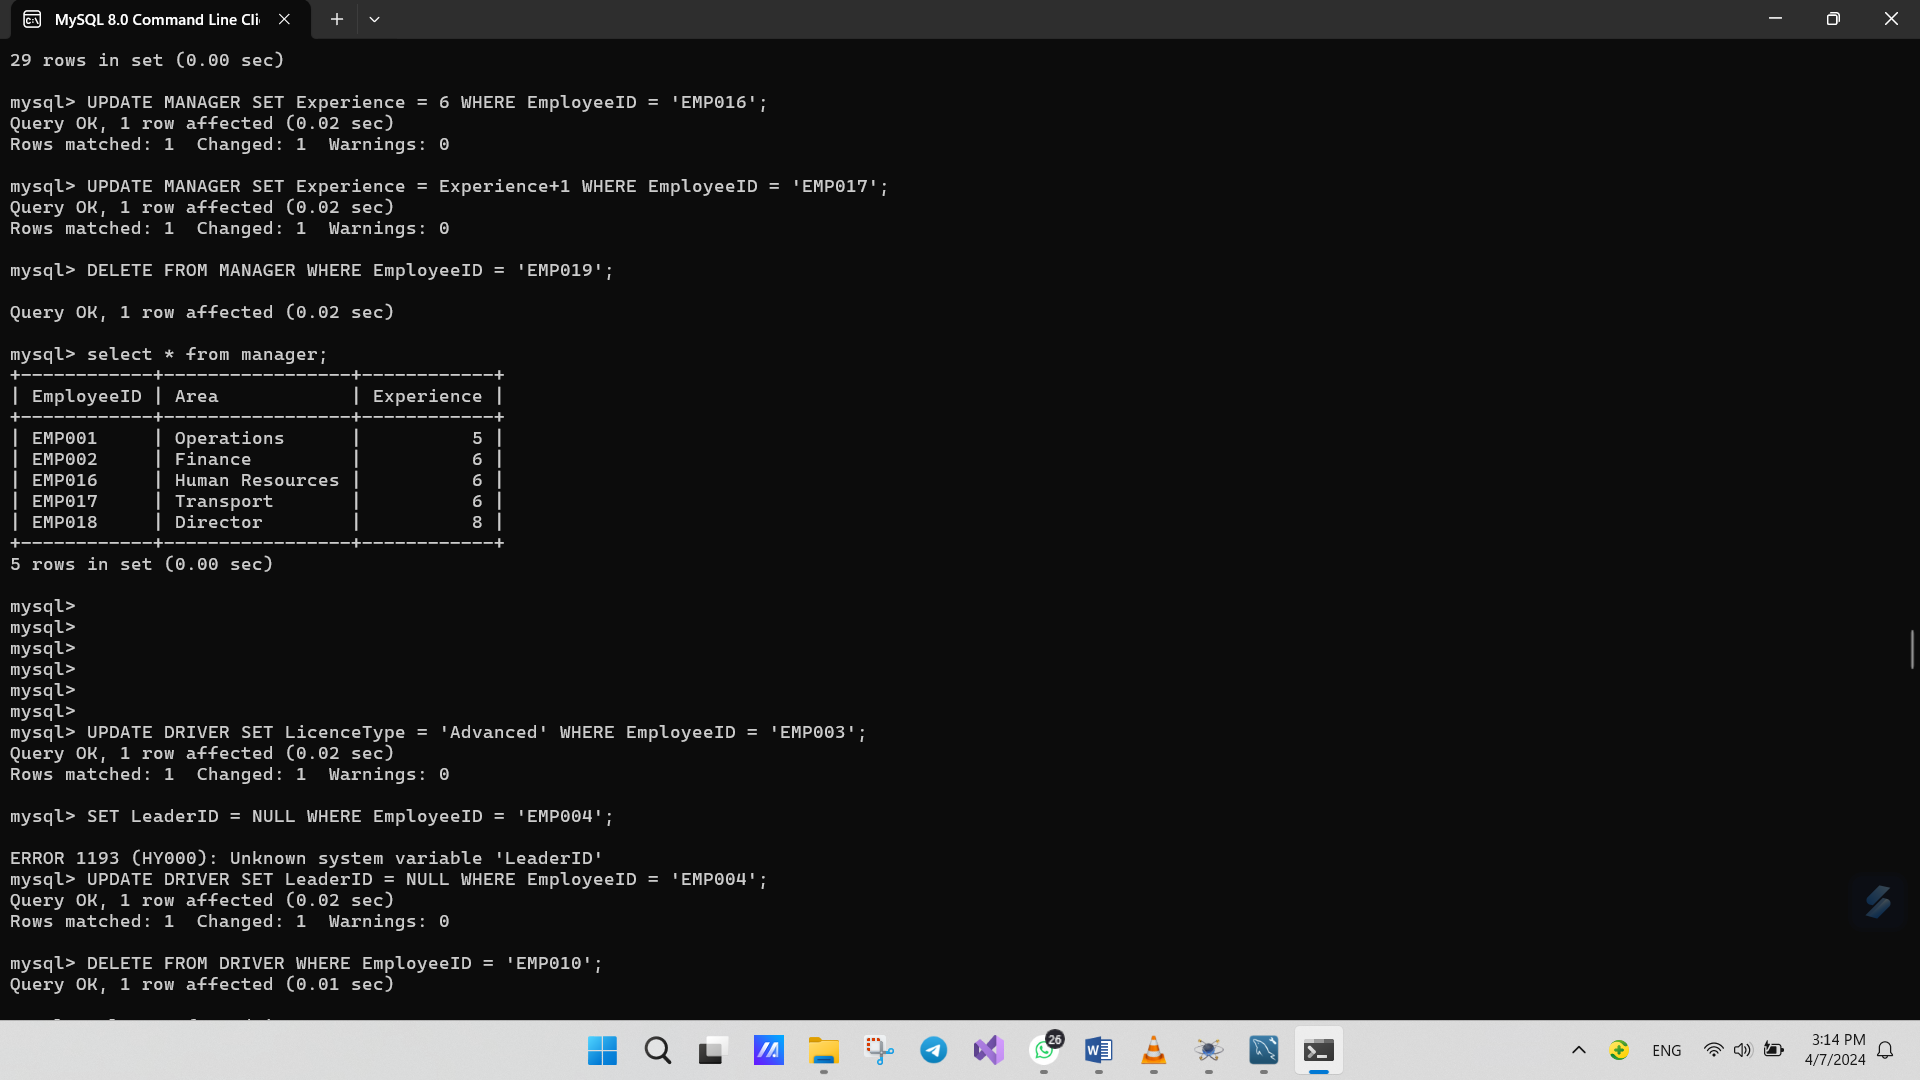 MySQL 8.0 Command Line Cli
29 rows in set (0.00 sec)
mysql> UPDATE MANAGER SET Experience = 6 WHERE EmployeeID = 'EMP016';
Query OK, 1 row affected (0.02 sec)
Rows matched: 1  Changed: 1  Warnings: 0
mysql> UPDATE MANAGER SET Experience = Experience+1 WHERE EmployeeID = 'EMP017';
Query OK, 1 row affected (0.02 sec)
Rows matched: 1  Changed: 1  Warnings: 0
mysql> DELETE FROM MANAGER WHERE EmployeeID = 'EMP019';
Query OK, 1 row affected (0.02 sec)
mysql> select * from manager;
+------------+-----------------+------------+
| EmployeeID | Area            | Experience |
+------------+-----------------+------------+
| EMP001     | Operations      |          5 |
| EMP002     | Finance         |          6 |
| EMP016     | Human Resources |          6 |
| EMP017     | Transport       |          6 |
| EMP018     | Director        |          8 |
+------------+-----------------+------------+
5 rows in set (0.00 sec)
mysql>
mysql>
mysql>
mysql>
mysql>
mysql>
mysql> UPDATE DRIVER SET LicenceType = 'Advanced' WHERE EmployeeID = 'EMP003';
Query OK, 1 row affected (0.02 sec)
Rows matched: 1  Changed: 1  Warnings: 0
mysql> SET LeaderID = NULL WHERE EmployeeID = 'EMP004';
ERROR 1193 (HY000): Unknown system variable 'LeaderID'
mysql> UPDATE DRIVER SET LeaderID = NULL WHERE EmployeeID = 'EMP004';
Query OK, 1 row affected (0.02 sec)
Rows matched: 1  Changed: 1  Warnings: 0
mysql> DELETE FROM DRIVER WHERE EmployeeID = 'EMP010';
Query OK, 1 row affected (0.01 sec)
26
ENG
3:14 PM
4/7/2024